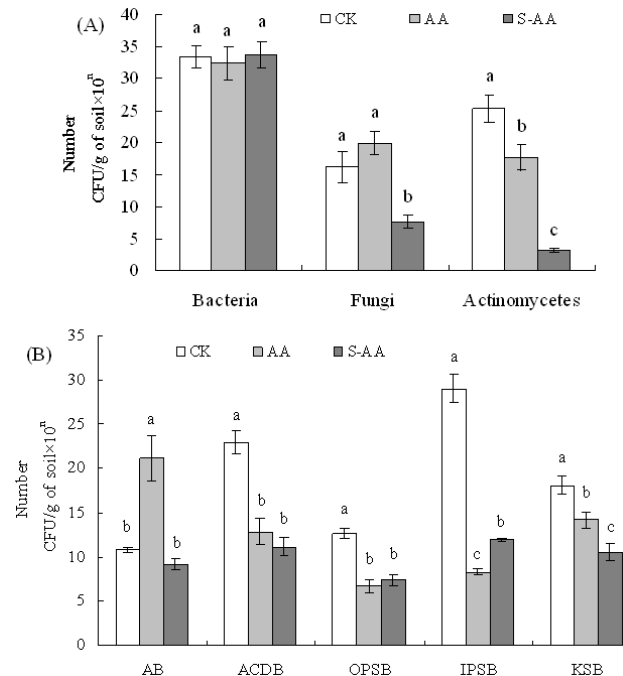 (A)
CK AA S-AA
Number
CFU/g of soil×10ⁿ
40
35
30
25
20
15
10
5
0
a a a
a a b
a b c
Bacteria Fungi Actinomycetes
(B)
CK AA S-AA
Number
CFU/g of soil×10ⁿ
35
30
25
20
15
10
5
0
b a b
a b b
a b b
a c b
a b c
AB ACDB OPSB IPSB KSB